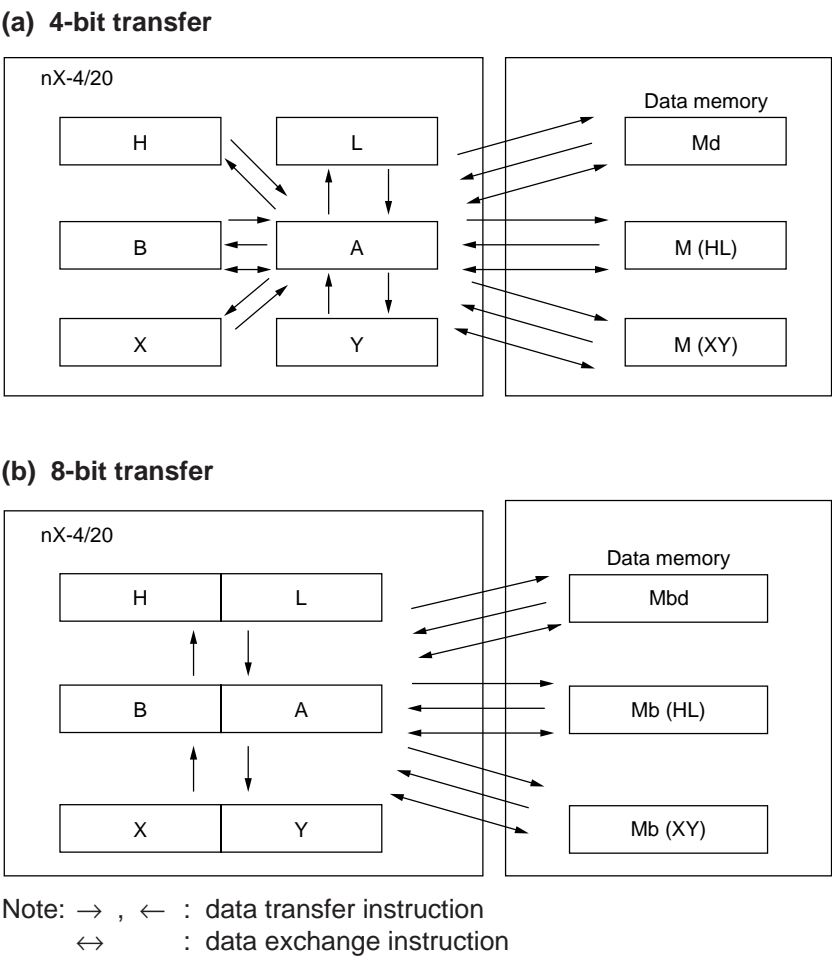 (a) 4-bit transfer
nX-4/20
Data memory
H
L
Md
B
A
M (HL)
X
Y
M (XY)
(b) 8-bit transfer
nX-4/20
Data memory
H
L
Mbd
B
A
Mb (HL)
X
Y
Mb (XY)
Note: → , ← : data transfer instruction
↔ : data exchange instruction